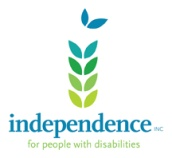 independence INC
for people with disabilities